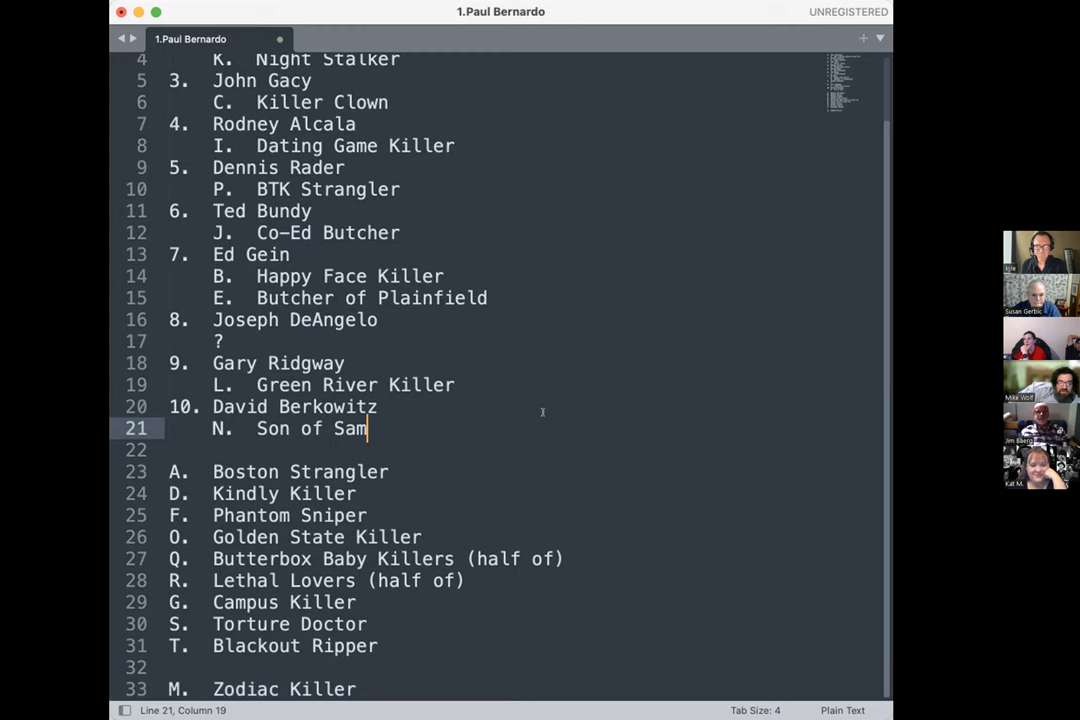 1.Paul Bernardo
UNREGISTERED
1.Paul Bernardo
4 K. Night Stalker
5 3. John Gacy
6 C. Killer Clown
7 4. Rodney Alcala
8 I. Dating Game Killer
9 5. Dennis Rader
10 P. BTK Strangler
11 6. Ted Bundy
12 J. Co-Ed Butcher
13 7. Ed Gein
14 B. Happy Face Killer
15 E. Butcher of Plainfield
16 8. Joseph DeAngelo
17 ?
18 9. Gary Ridgway
19 L. Green River Killer
20 10. David Berkowitz
21 N. Son of Sam
22
23 A. Boston Strangler
24 D. Kindly Killer
25 F. Phantom Sniper
26 O. Golden State Killer
27 Q. Butterbox Baby Killers (half of)
28 R. Lethal Lovers (half of)
29 G. Campus Killer
30 S. Torture Doctor
31 T. Blackout Ripper
32
33 M. Zodiac Killer
Line 21, Column 19
Tab Size: 4
Plain Text
kyle
Susan Gerbic
Mike Wolf
Jim Baerg
Kat M.